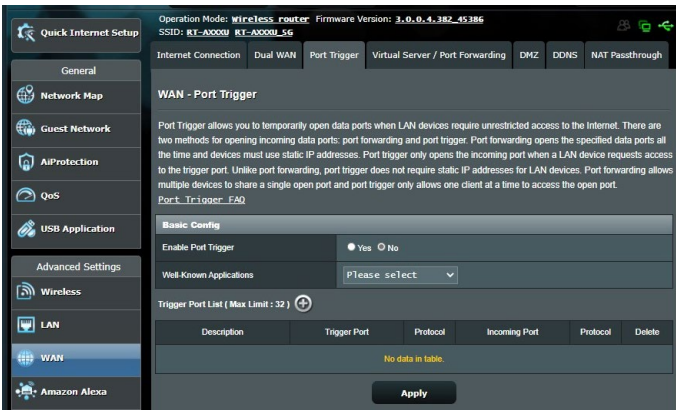 Quick Internet Setup
General
Network Map
Guest Network
AiProtection
QoS
USB Application
Advanced Settings
Wireless
LAN
WAN
Amazon Alexa
Operation Mode: Wireless router Firmware Version: 3.0.0.4.382_45386
SSID: RT-AXXXU RT-AXXXU_5G
Internet Connection Dual WAN Port Trigger Virtual Server / Port Forwarding DMZ DDNS NAT Passthrough
WAN - Port Trigger
Port Trigger allows you to temporarily open data ports when LAN devices require unrestricted access to the Internet. There are
two methods for opening incoming data ports: port forwarding and port trigger. Port forwarding opens the specified data ports all
the time and devices must use static IP addresses. Port trigger only opens the incoming port when a LAN device requests access
to the trigger port. Unlike port forwarding, port trigger does not require static IP addresses for LAN devices. Port forwarding allows
multiple devices to share a single open port and port trigger only allows one client at a time to access the open port.
Port Trigger FAQ
Basic Config
Enable Port Trigger Yes No
Well-Known Applications Please select
Trigger Port List ( Max Limit : 32 )
Description Trigger Port Protocol Incoming Port Protocol Delete
No data in table.
Apply